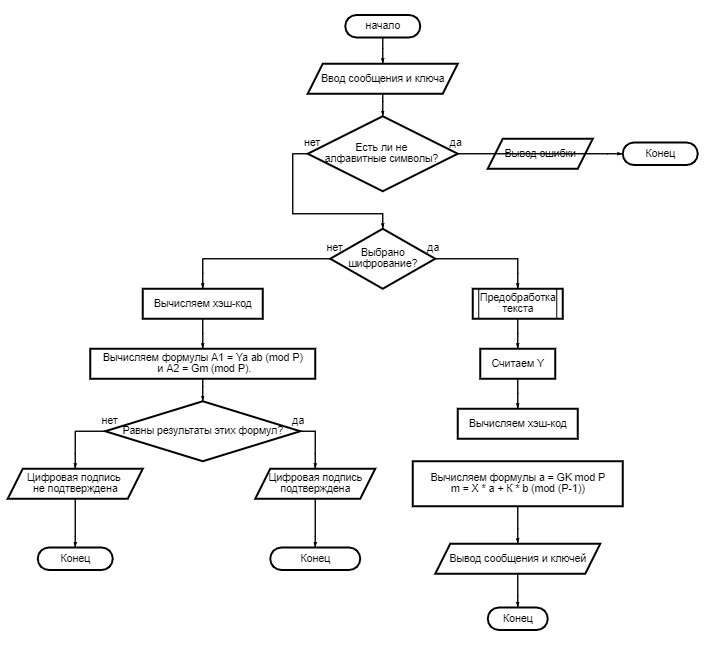 начало
Ввод сообщения и ключа
нет
да
Есть ли не
алфавитные символы?
Вывод ошибки
Конец
нет
да
Выбрано
шифрование?
Вычисляем хэш-код
Предобработка
текста
Вычисляем формулы A1 = Ya ab (mod P)
и A2 = Gm (mod P).
Считаем Y
нет
да
Равны результаты этих формул?
Вычисляем хэш-код
Цифровая подпись
не подтверждена
Цифровая подпись
подтверждена
Вычисляем формулы a = GK mod P
m = X * a + K * b (mod (P-1))
Конец
Конец
Вывод сообщения и ключей
Конец